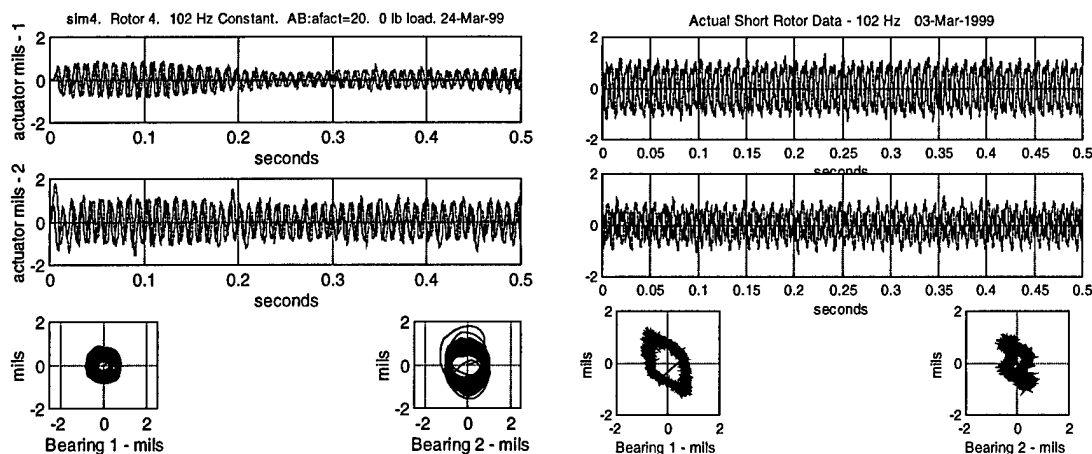 slm4. Rotor 4. 102 Hz Constant. AB:afact=20. 0 lb load. 24-Mar-99
actuator mils - 1
2
0
-2
0 0.1 0.2 0.3 0.4 0.5
seconds
actuator mils - 2
2
0
-2
0 0.1 0.2 0.3 0.4 0.5
seconds
mils
2
0
-2
-2 0 2
Bearing 1 - mils
2
0
-2
-2 0 2
Bearing 2 - mils
Actual Short Rotor Data - 102 Hz 03-Mar-1999
2
0
-2
0 0.05 0.1 0.15 0.2 0.25 0.3 0.35 0.4 0.45 0.5
seconds
2
0
-2
0 0.05 0.1 0.15 0.2 0.25 0.3 0.35 0.4 0.45 0.5
seconds
mils
2
0
-2
-2 0 2
Bearing 1 - mils
mils
2
0
-2
-2 0 2
Bearing 2 - mils